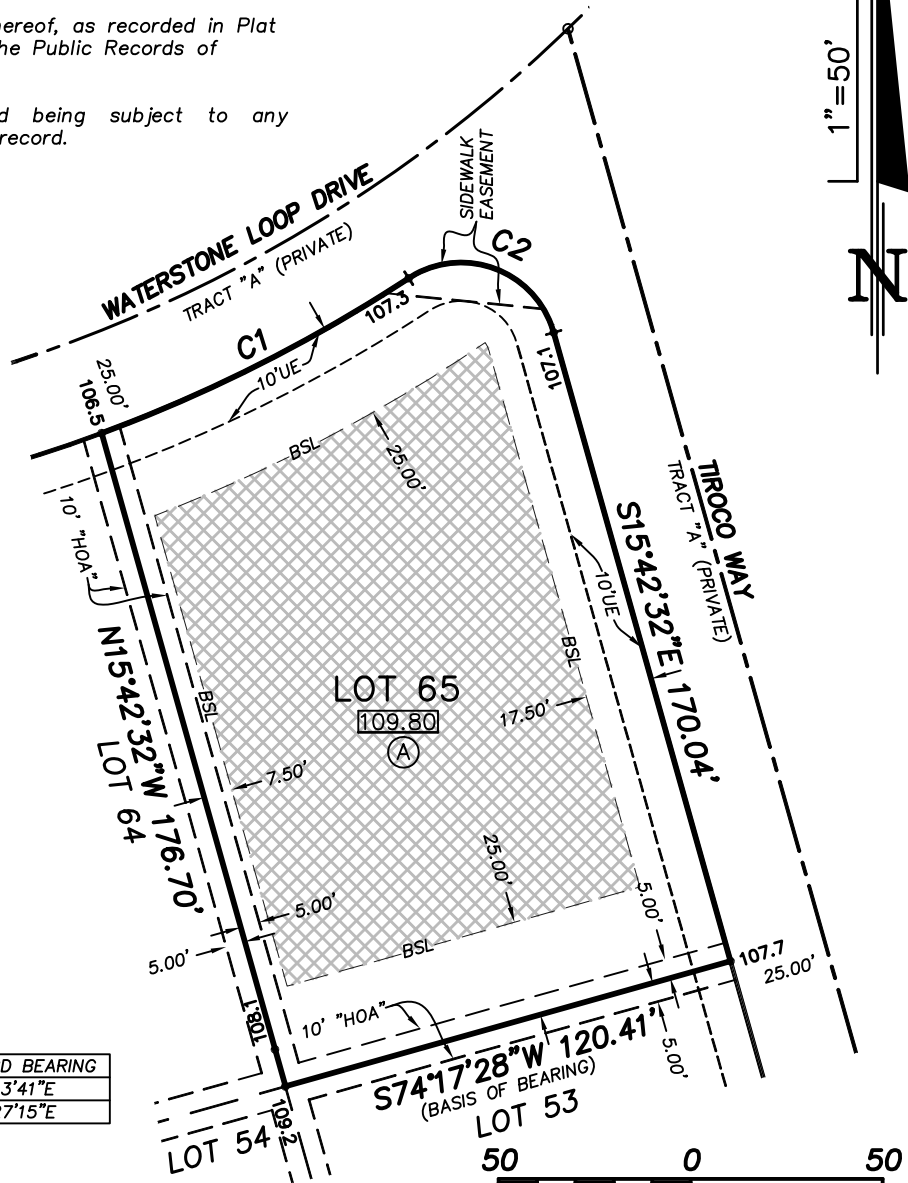 hereof, as recorded in Plat
he Public Records of
d being subject to any
record.
1"=50'
N
WATERSTONE LOOP DRIVE
TRACT "A" (PRIVATE)
SIDEWALK
EASEMENT
C2
C1
107.3
107.1
10'UE
25.00'
106.5
BSL
25.00'
10' "HOA"
TIROCO WAY
TRACT "A" (PRIVATE)
S15°42'32"E 170.04'
10'UE
BSL
N15°42'32"W 176.70'
LOT 64
BSL
LOT 65
109.80
A
17.50'
7.50'
25.00'
5.00'
5.00'
5.00'
BSL
107.7
25.00'
108.1
10' "HOA"
5.00'
S74°17'28"W 120.41'
(BASIS OF BEARING)
LOT 53
109.2
LOT 54
D BEARING
3'41"E
7'15"E
50 0 50